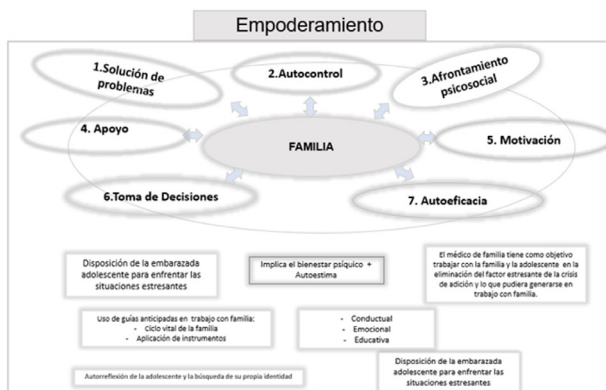 Empoderamiento
1.Solución de
problemas
2.Autocontrol
3.Afrontamiento
psicosocial
4. Apoyo
FAMILIA
5. Motivación
6.Toma de Decisiones
7. Autoeficacia
Disposición de la embarazada
adolescente para enfrentar las
situaciones estresantes
Implica el bienestar psíquico +
Autoestima
El médico de familia tiene como objetivo
trabajar con la familia y la adolescente en la
eliminación del factor estresante de la crisis
de adición y lo que pudiera generarse en
trabajo con familia.
Uso de guías anticipadas en trabajo con familia:
- Ciclo vital de la familia
- Aplicación de instrumentos
- Conductual
- Emocional
- Educativa
Autorreflexión de la adolescente y la búsqueda de su propia identidad
Disposición de la embarazada
adolescente para enfrentar las
situaciones estresantes